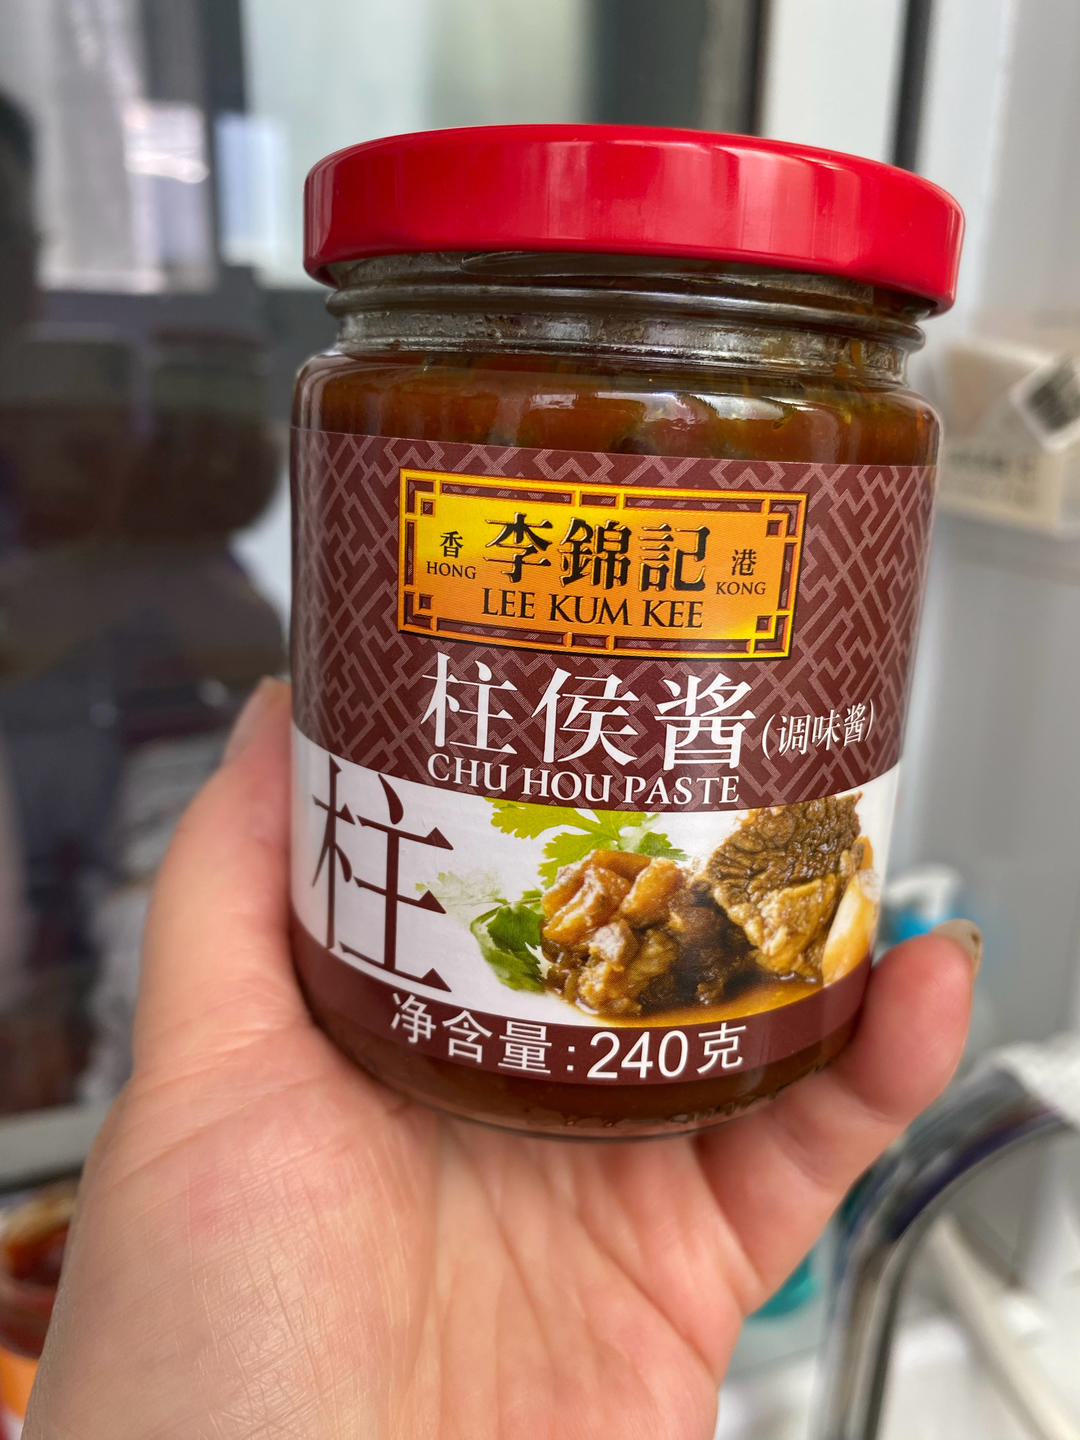 香 李錦記 港
HONG LEE KUM KEE KONG
柱侯酱(调味酱)
CHU HOU PASTE
柱
净含量:240克